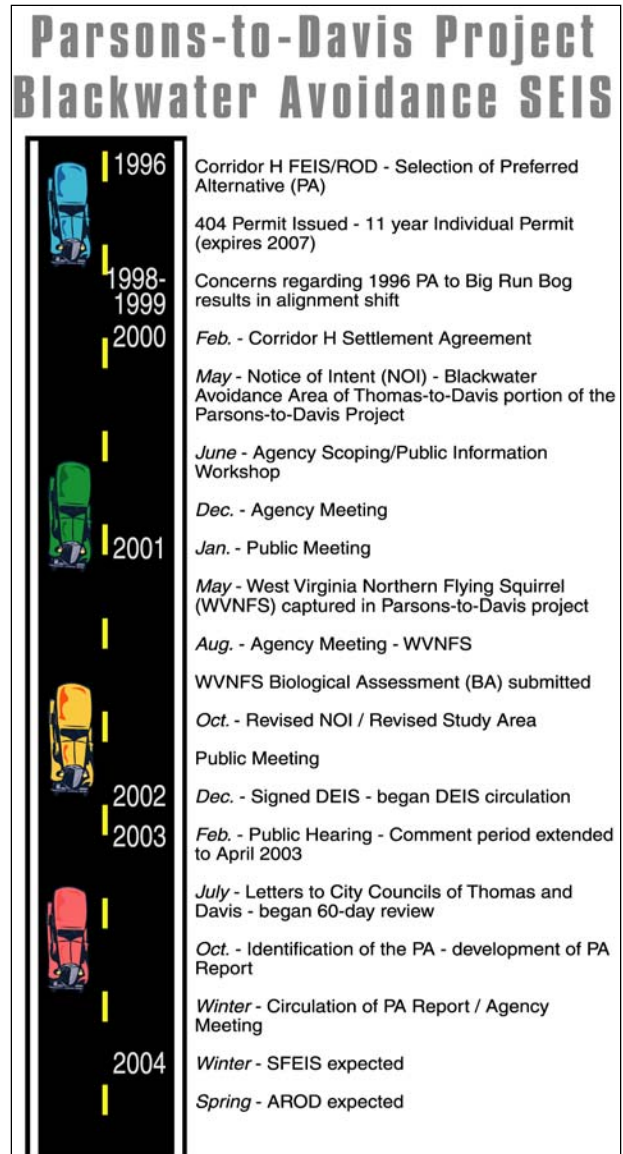 Parsons-to-Davis Project
Blackwater Avoidance SEIS
1996
Corridor H FEIS/ROD - Selection of Preferred
Alternative (PA)
404 Permit Issued - 11 year Individual Permit
(expires 2007)
1998-
1999
Concerns regarding 1996 PA to Big Run Bog
results in alignment shift
2000
Feb. - Corridor H Settlement Agreement
May - Notice of Intent (NOI) - Blackwater
Avoidance Area of Thomas-to-Davis portion of the
Parsons-to-Davis Project
June - Agency Scoping/Public Information
Workshop
Dec. - Agency Meeting
2001
Jan. - Public Meeting
May - West Virginia Northern Flying Squirrel
(WVNFS) captured in Parsons-to-Davis project
Aug. - Agency Meeting - WVNFS
WVNFS Biological Assessment (BA) submitted
Oct. - Revised NOI / Revised Study Area
Public Meeting
2002
Dec. - Signed DEIS - began DEIS circulation
2003
Feb. - Public Hearing - Comment period extended
to April 2003
July - Letters to City Councils of Thomas and
Davis - began 60-day review
Oct. - Identification of the PA - development of PA
Report
Winter - Circulation of PA Report / Agency
Meeting
2004
Winter - SFEIS expected
Spring - AROD expected